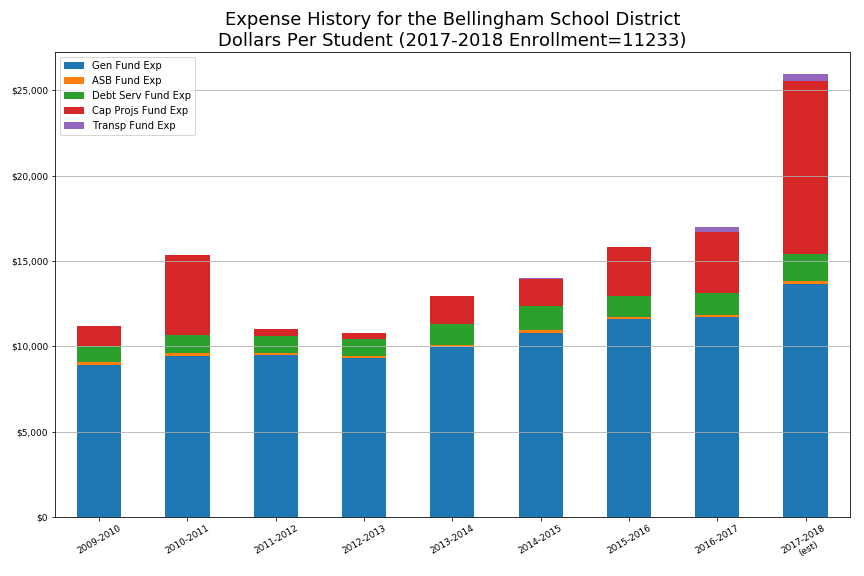 Expense History for the Bellingham School District
Dollars Per Student (2017-2018 Enrollment=11233)
Gen Fund Exp
ASB Fund Exp
Debt Serv Fund Exp
Cap Projs Fund Exp
Transp Fund Exp
$25,000
$20,000
$15,000
$10,000
$5,000
$0
2009-2010
2010-2011
2011-2012
2012-2013
2013-2014
2014-2015
2015-2016
2016-2017
2017-2018
(est)